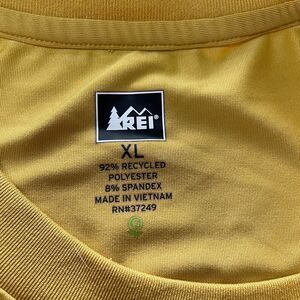 REI®
XL
92% RECYCLED
POLYESTER
8% SPANDEX
MADE IN VIETNAM
RN#37249